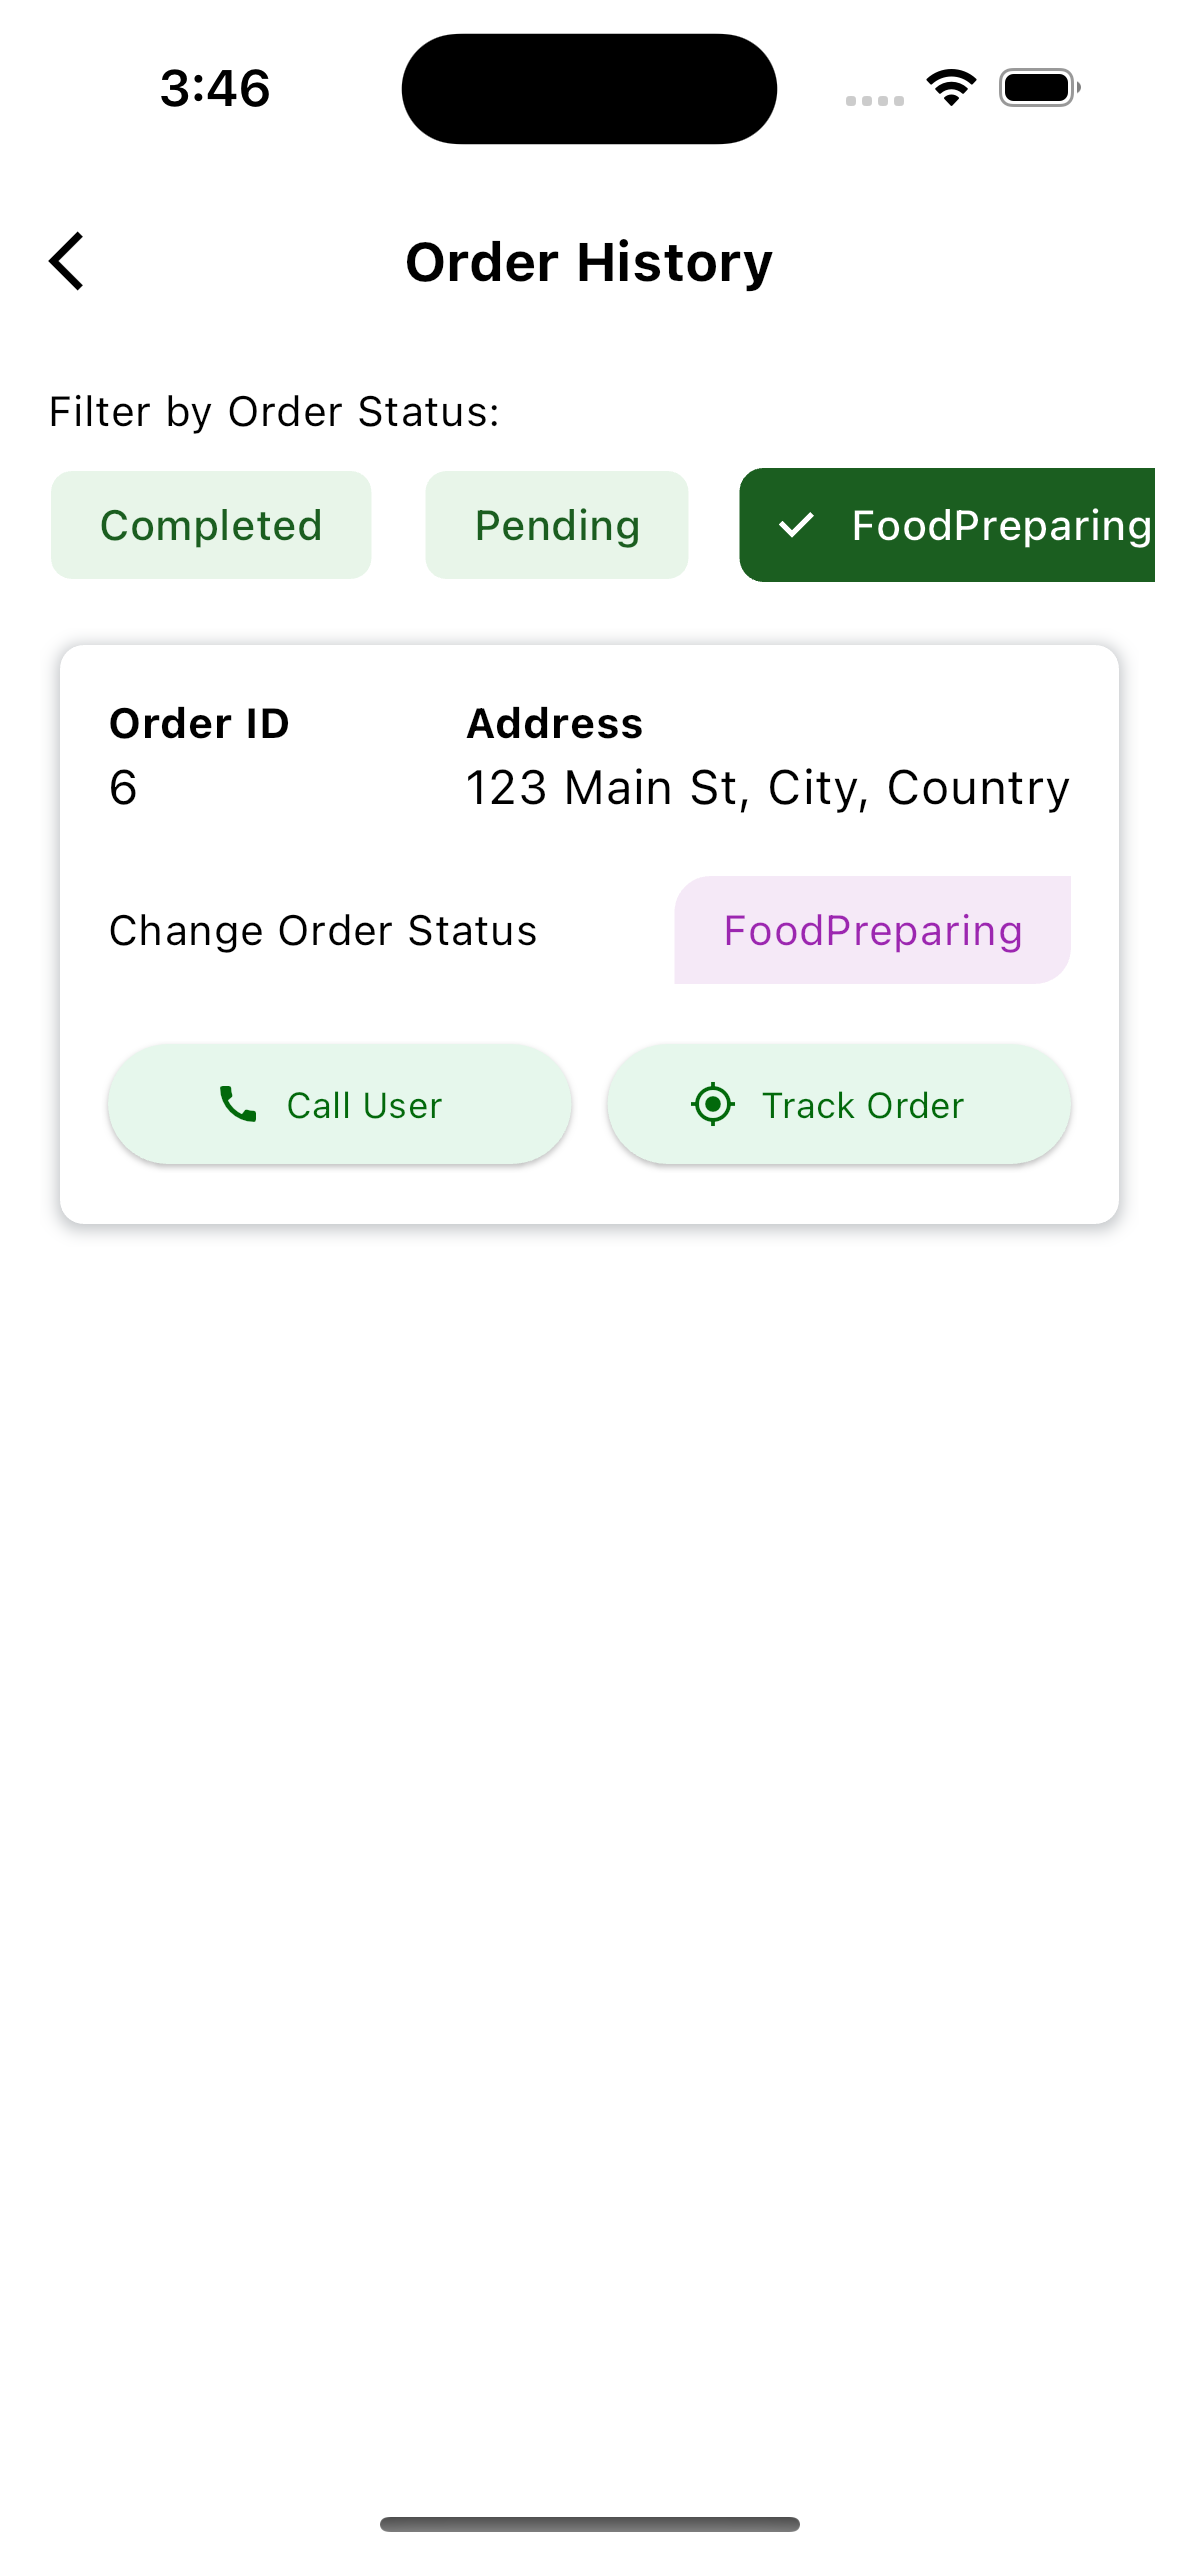 3:46
Order History
Filter by Order Status:
Completed Pending FoodPreparing
Order ID Address
6 123 Main St, City, Country
Change Order Status FoodPreparing
Call User Track Order